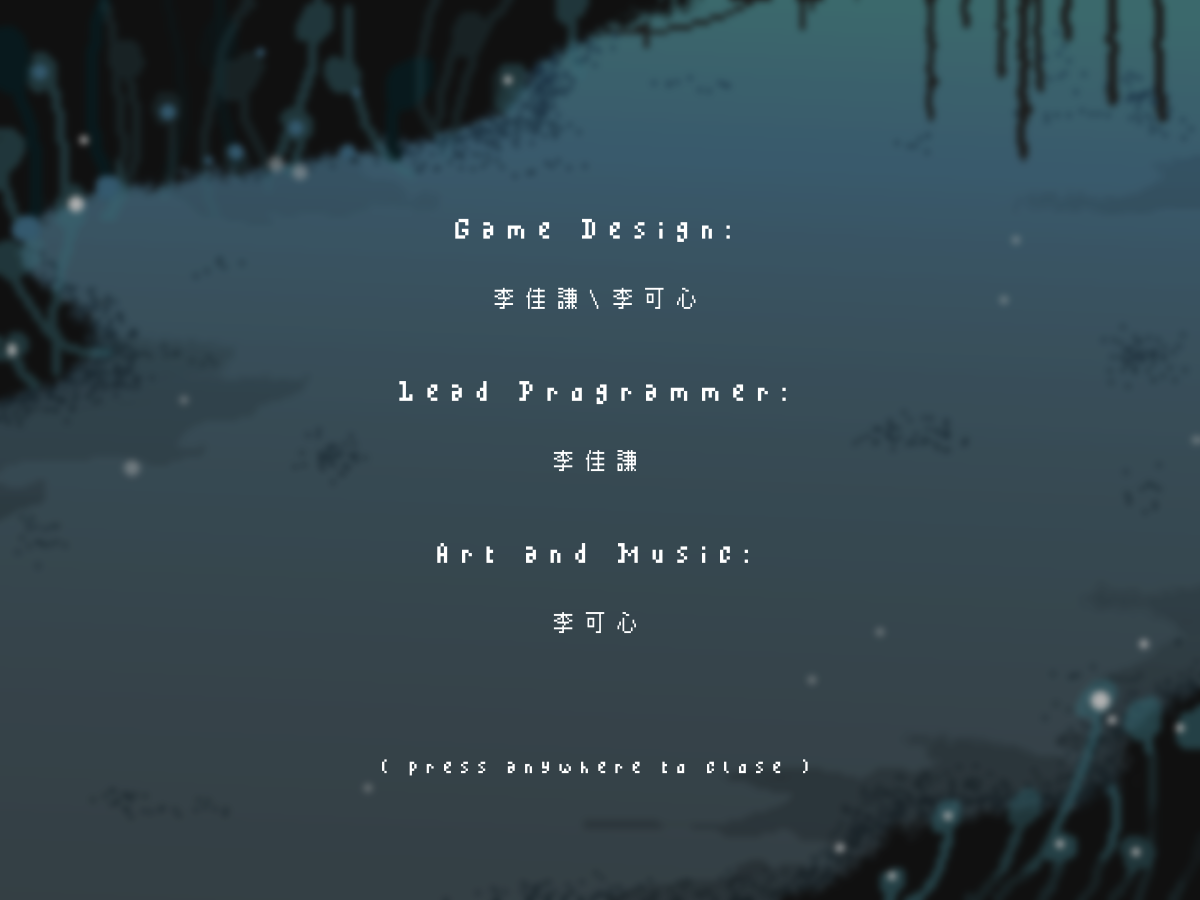 Game Design:
李佳謙\李可心
Lead Programmer:
李佳謙
Art and Music:
李可心
( press anywhere to close )